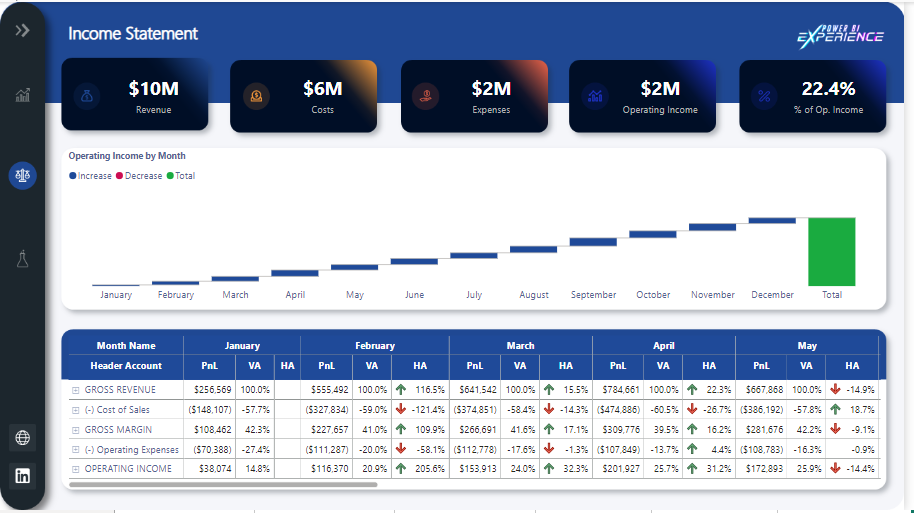 Income Statement
POWER BI
EXPERIENCE
$10M
Revenue
$6M
Costs
$2M
Expenses
$2M
Operating Income
22.4%
% of Op. Income
Operating Income by Month
Increase Decrease Total
January February March April May June July August September October November December Total
Month Name January February March April May
Header Account PnL VA HA PnL VA HA PnL VA HA PnL VA HA PnL VA HA
GROSS REVENUE $256,569 100.0% $555,492 100.0% 116.5% $641,542 100.0% 15.5% $784,661 100.0% 22.3% $667,868 100.0% -14.9%
(-) Cost of Sales ($148,107) -57.7% ($327,834) -59.0% -121.4% ($374,851) -58.4% -14.3% ($474,886) -60.5% -26.7% ($386,192) -57.8% 18.7%
GROSS MARGIN $108,462 42.3% $227,657 41.0% 109.9% $266,691 41.6% 17.1% $309,776 39.5% 16.2% $281,676 42.2% -9.1%
(-) Operating Expenses ($70,388) -27.4% ($111,287) -20.0% -58.1% ($112,778) -17.6% -1.3% ($107,849) -13.7% 4.4% ($108,783) -16.3% -0.9%
OPERATING INCOME $38,074 14.8% $116,370 20.9% 205.6% $153,913 24.0% 32.3% $201,927 25.7% 31.2% $172,893 25.9% -14.4%
in